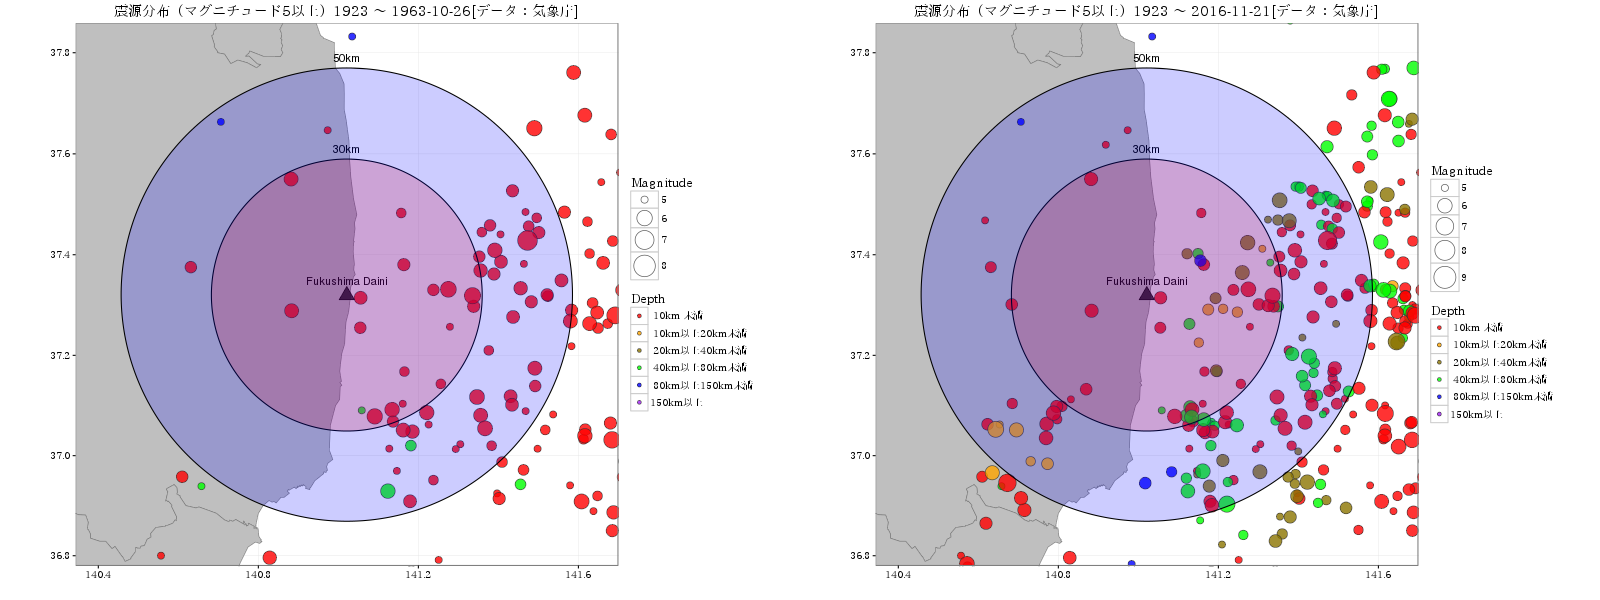 震源分布（マグニチュード5以上）1923 ～ 1963-10-26[データ：気象庁]
37.8
37.6
37.4
37.2
37.0
36.8
140.4
140.8
141.2
141.6
50km
30km
Fukushima Daini
Magnitude
5
6
7
8
Depth
10km 未満
10km以上20km未満
20km以上40km未満
40km以上80km未満
80km以上150km未満
150km以上
震源分布（マグニチュード5以上）1923 ～ 2016-11-21[データ：気象庁]
37.8
37.6
37.4
37.2
37.0
36.8
140.4
140.8
141.2
141.6
50km
30km
Fukushima Daini
Magnitude
5
6
7
8
9
Depth
10km 未満
10km以上20km未満
20km以上40km未満
40km以上80km未満
80km以上150km未満
150km以上